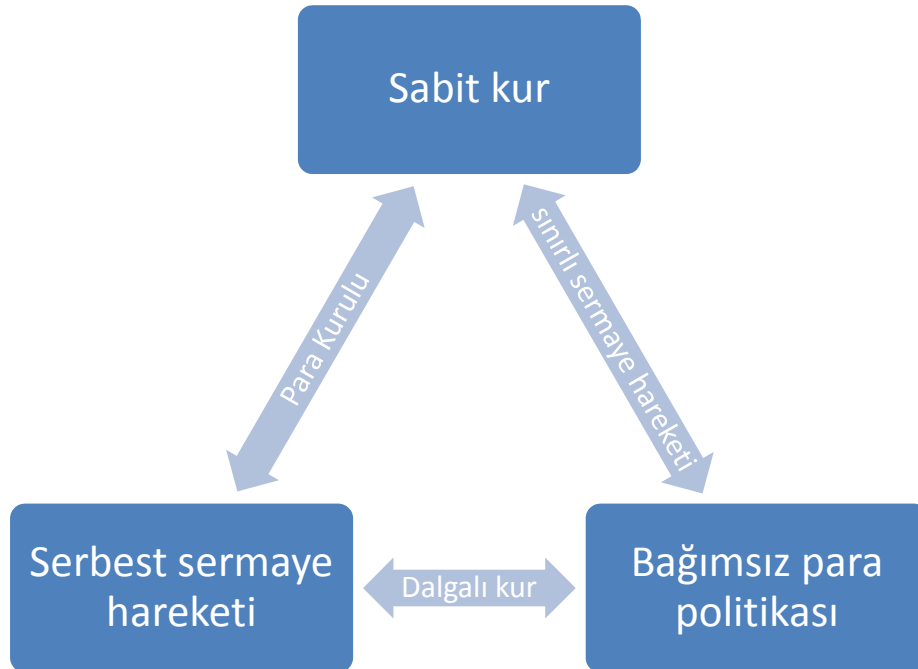 Sabit kur
Para Kurulu
sınırlı sermaye hareketi
Serbest sermaye
hareketi
Dalgalı kur
Bağımsız para
politikası